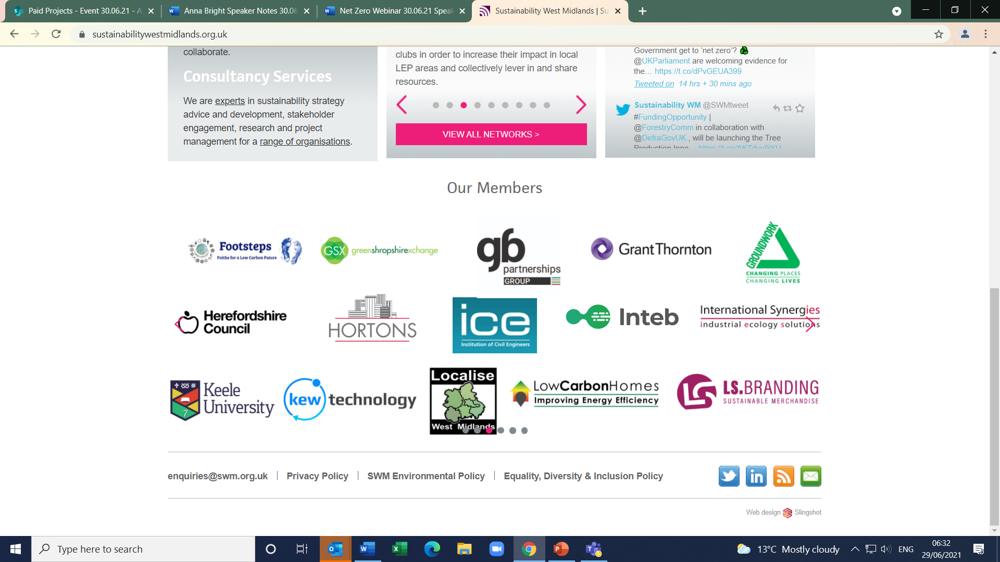 Paid Projects - Event 30.06.21 - A
Anna Bright Speaker Notes 30.06
Net Zero Webinar 30.06.21 Speak
Sustainability West Midlands | Su
sustainabilitywestmidlands.org.uk
collaborate.
Consultancy Services
We are experts in sustainability strategy
advice and development, stakeholder
engagement, research and project
management for a range of organisations.
clubs in order to increase their impact in local
LEP areas and collectively lever in and share
resources.
VIEW ALL NETWORKS >
Government get to 'net zero'?
@UKParliament are welcoming evidence for
the... https://t.co/dPvGEUA399
Tweeted on 14 hrs + 30 mins ago
Sustainability WM @SWMtweet
#FundingOpportunity |
@ForestryComm in collaboration with
@DefraGovUK , will be launching the Tree
Production Inno...
Our Members
Footsteps
Faiths for a Low Carbon Future
GSX greenshropshirexchange
gb
partnerships
GROUP
GrantThornton
GROUNDWORK
CHANGING PLACES
CHANGING LIVES
Herefordshire
Council
HORTONS
ice
Institution of Civil Engineers
Inteb
International Synergies
industrial ecology solutions
Keele
University
kew technology
Localise
West Midlands
LowCarbonHomes
Improving Energy Efficiency
LS LS.BRANDING
SUSTAINABLE MERCHANDISE
enquiries@swm.org.uk | Privacy Policy | SWM Environmental Policy | Equality, Diversity & Inclusion Policy
in
Web design Slingshot
Type here to search
13°C Mostly cloudy
ENG
06:32
29/06/2021